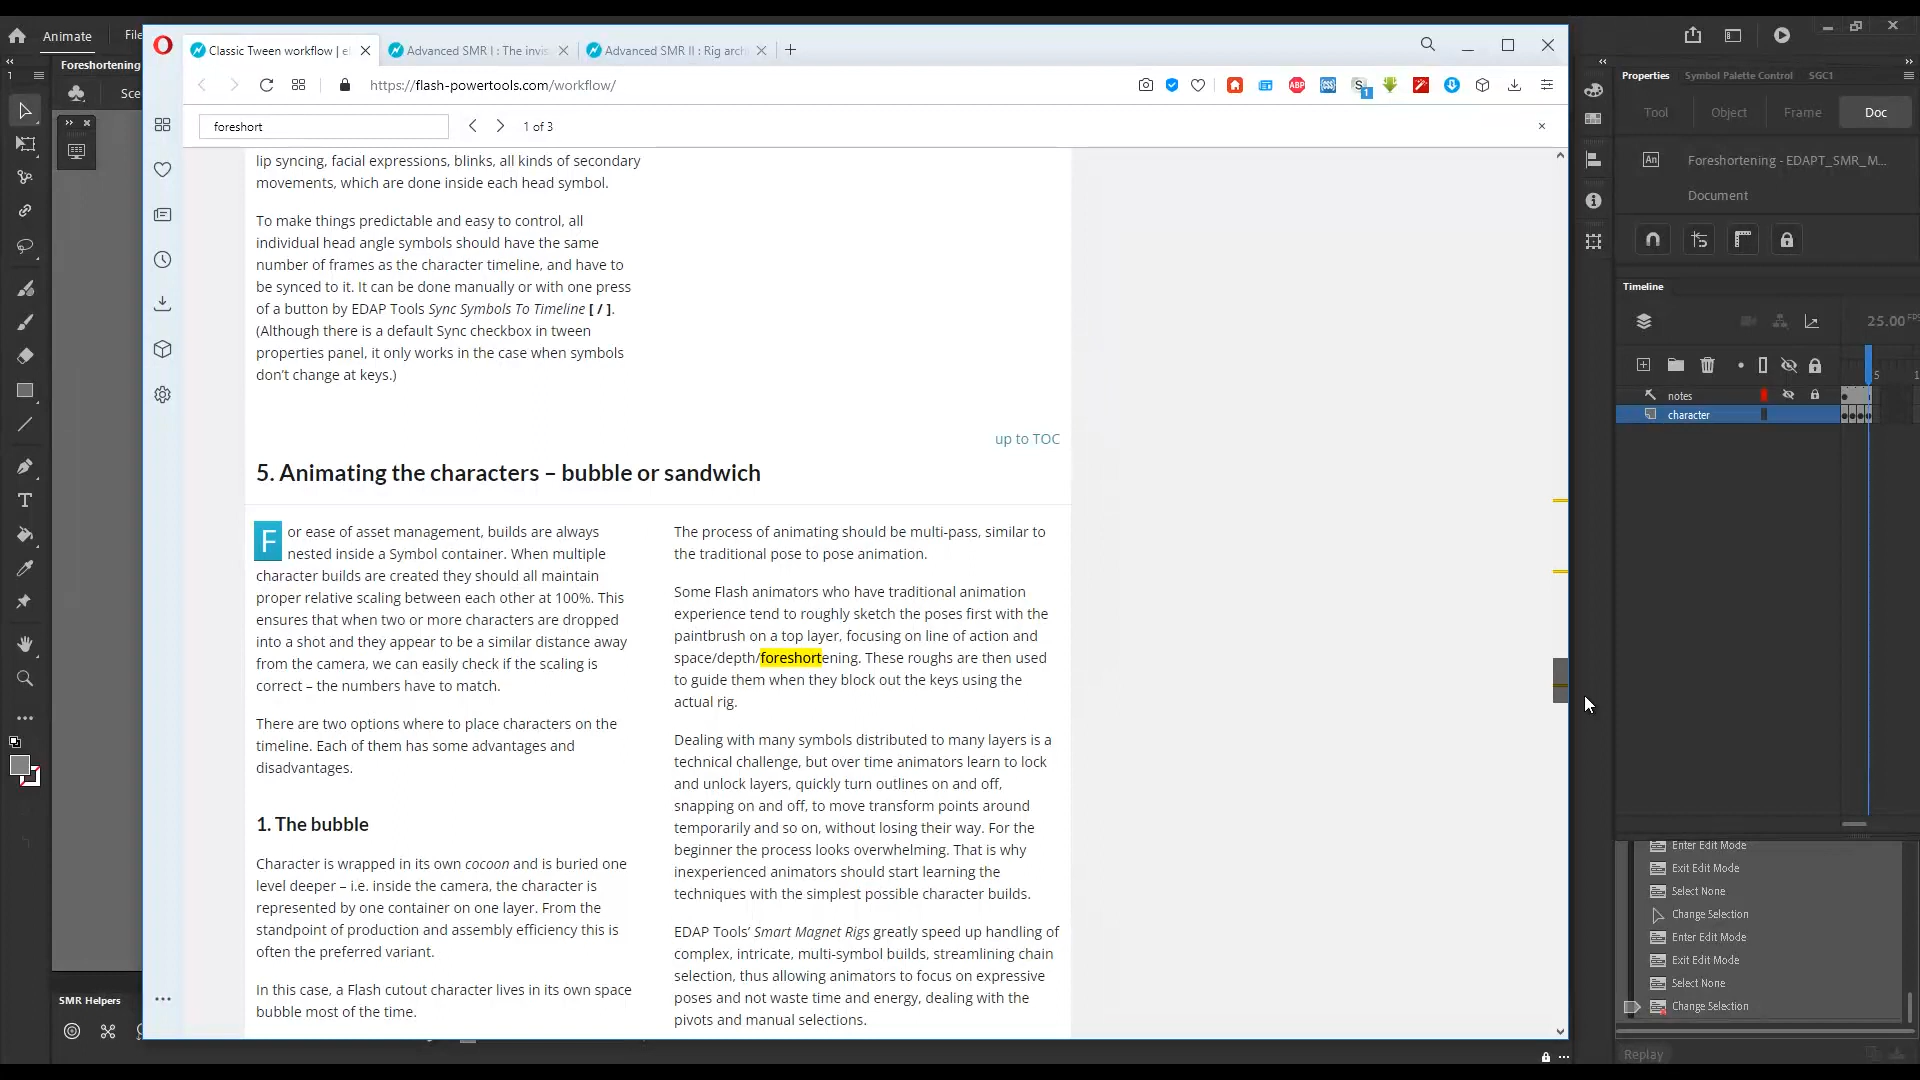 Animate
File
Classic Tween workflow | e
Advanced SMR I : The invis
Advanced SMR II : Rig arch
Foreshortening
https://flash-powertools.com/workflow/
Sce
foreshort
1 of 3
lip syncing, facial expressions, blinks, all kinds of secondary
movements, which are done inside each head symbol.
To make things predictable and easy to control, all
individual head angle symbols should have the same
number of frames as the character timeline, and have to
be synced to it. It can be done manually or with one press
of a button by EDAP Tools Sync Symbols To Timeline [ / ].
(Although there is a default Sync checkbox in tween
properties panel, it only works in the case when symbols
don't change at keys.)
up to TOC
5. Animating the characters – bubble or sandwich
For ease of asset management, builds are always
nested inside a Symbol container. When multiple
character builds are created they should all maintain
proper relative scaling between each other at 100%. This
ensures that when two or more characters are dropped
into a shot and they appear to be a similar distance away
from the camera, we can easily check if the scaling is
correct – the numbers have to match.
There are two options where to place characters on the
timeline. Each of them has some advantages and
disadvantages.
1. The bubble
Character is wrapped in its own cocoon and is buried one
level deeper – i.e. inside the camera, the character is
represented by one container on one layer. From the
standpoint of production and assembly efficiency this is
often the preferred variant.
In this case, a Flash cutout character lives in its own space
bubble most of the time.
The process of animating should be multi-pass, similar to
the traditional pose to pose animation.
Some Flash animators who have traditional animation
experience tend to roughly sketch the poses first with the
paintbrush on a top layer, focusing on line of action and
space/depth/foreshortening. These roughs are then used
to guide them when they block out the keys using the
actual rig.
Dealing with many symbols distributed to many layers is a
technical challenge, but over time animators learn to lock
and unlock layers, quickly turn outlines on and off,
snapping on and off, to move transform points around
temporarily and so on, without losing their way. For the
beginner the process looks overwhelming. That is why
inexperienced animators should start learning the
techniques with the simplest possible character builds.
EDAP Tools' Smart Magnet Rigs greatly speed up handling of
complex, intricate, multi-symbol builds, streamlining chain
selection, thus allowing animators to focus on expressive
poses and not waste time and energy, dealing with the
pivots and manual selections.
SMR Helpers
Properties
Symbol Palette Control
SGC1
Tool
Object
Frame
Doc
An
Foreshortening - EDAPT_SMR_M...
Document
Timeline
25.00 FPS
5
notes
character
Enter Edit Mode
Exit Edit Mode
Select None
Change Selection
Enter Edit Mode
Exit Edit Mode
Select None
Change Selection
Replay